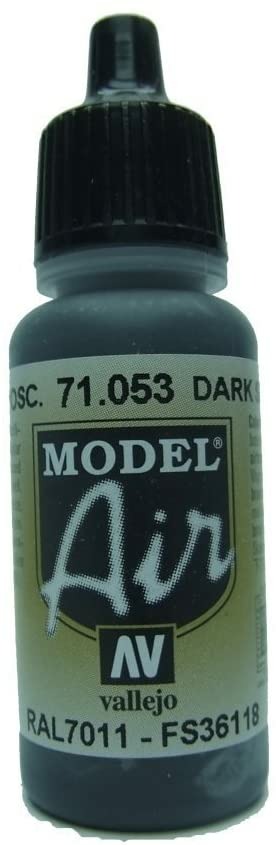 OSC. 71.053 DARK
MODEL®
Air
AV
vallejo
RAL7011 - FS36118